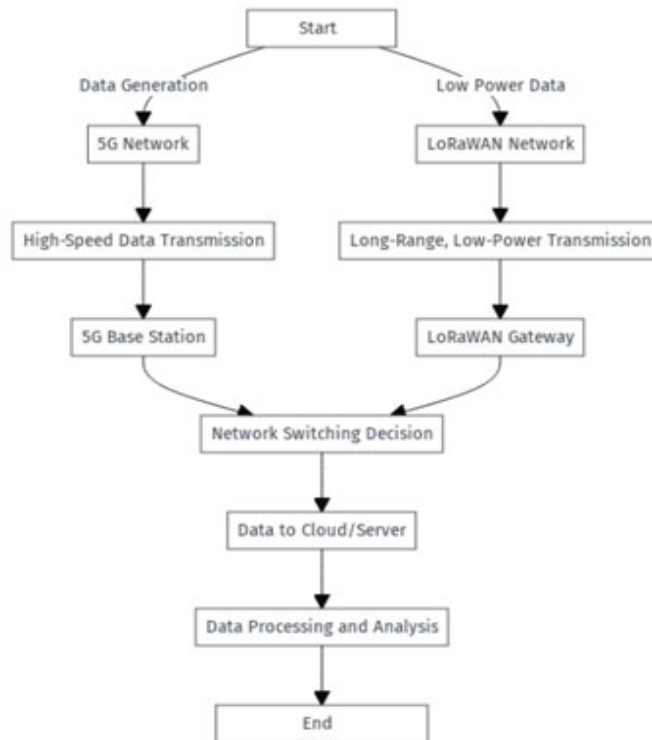 Start
Data Generation
Low Power Data
5G Network
LoRaWAN Network
High-Speed Data Transmission
Long-Range, Low-Power Transmission
5G Base Station
LoRaWAN Gateway
Network Switching Decision
Data to Cloud/Server
Data Processing and Analysis
End